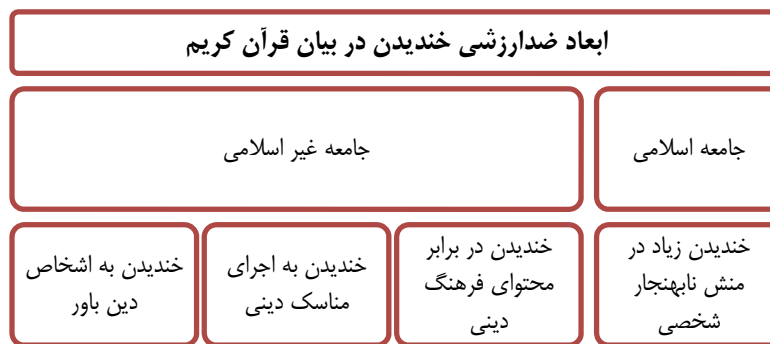 ابعاد ضدارزشی خندیدن در بیان قرآن کریم
جامعه اسلامی
جامعه غیر اسلامی
خندیدن زیاد در
منش نابهنجار
شخصی
خندیدن در برابر
محتوای فرهنگ
دینی
خندیدن به اجرای
مناسک دینی
خندیدن به اشخاص
دین باور